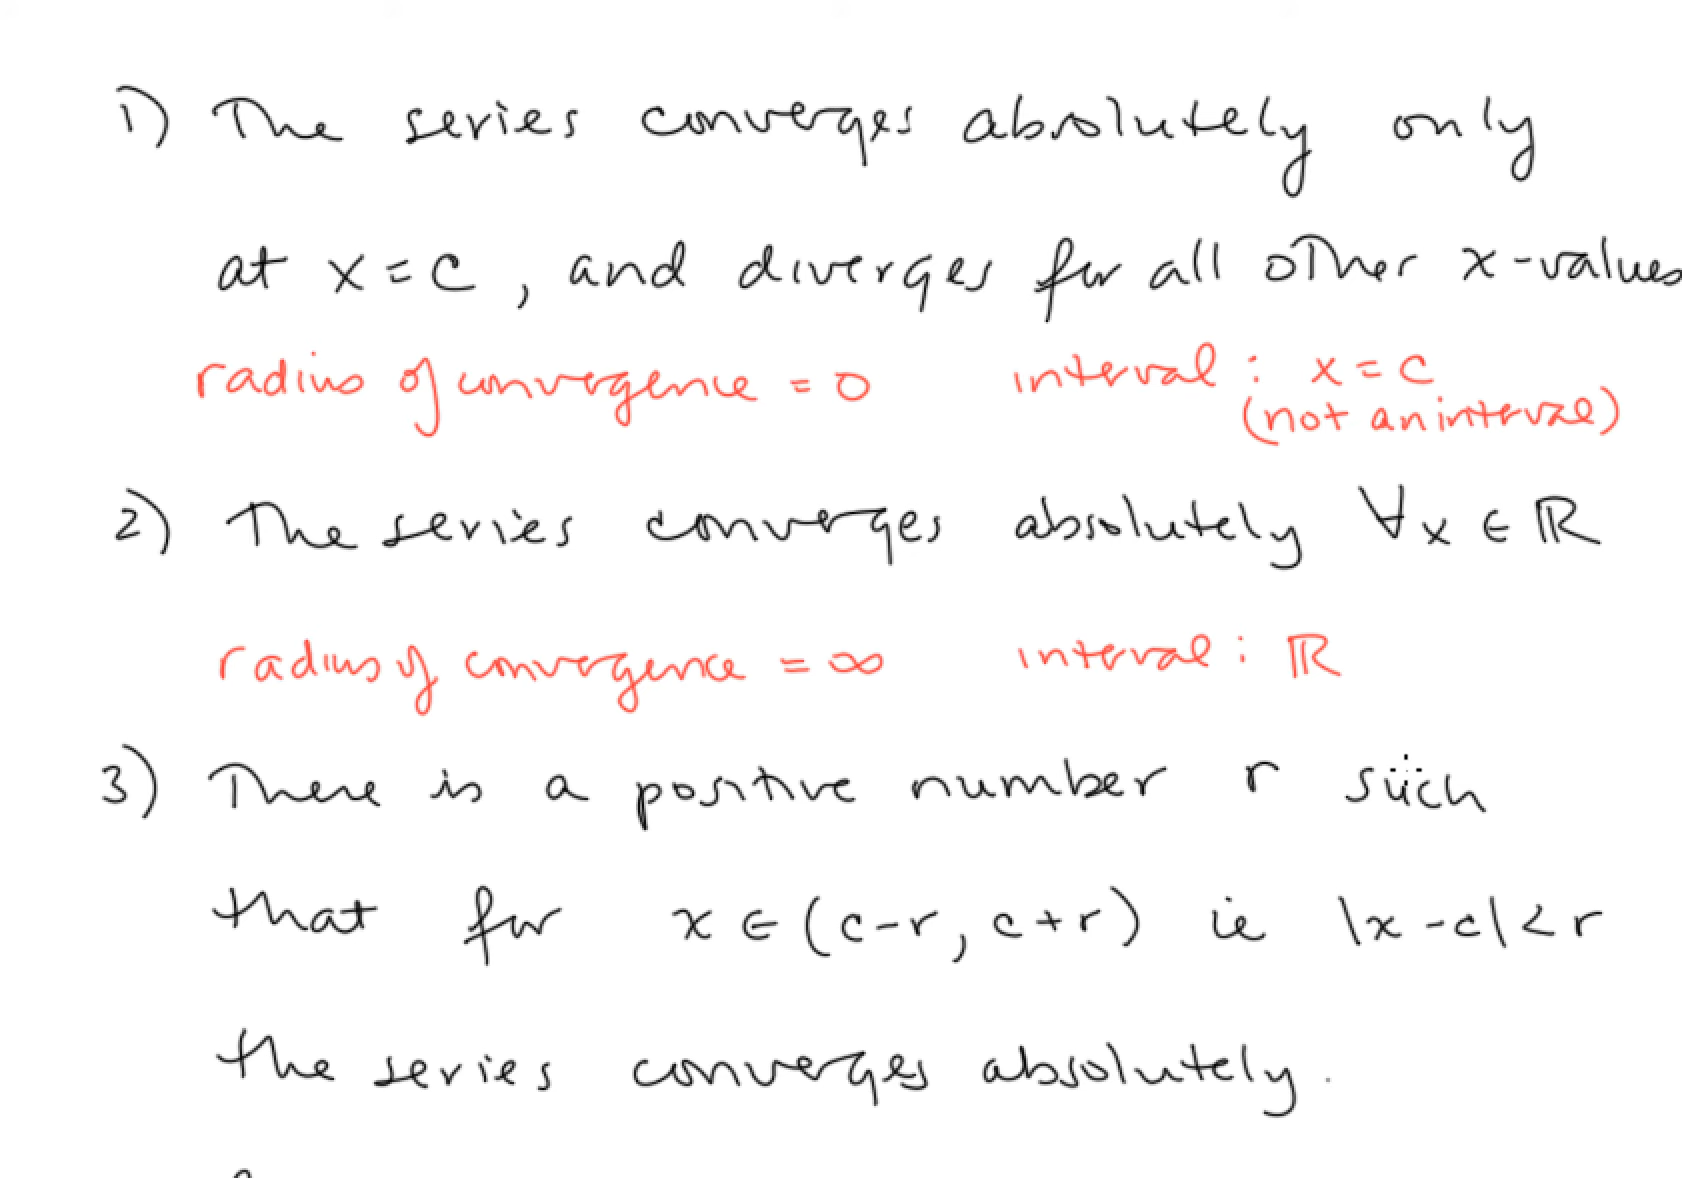 1) The series converges absolutely only
at x = c, and diverges for all other x-values
radius of convergence = 0 interval : x = c
(not an interval)
2) The series converges absolutely ∀x ∈ ℝ
radius of convergence = ∞ interval : ℝ
3) There is a positive number r such
that for x ∈ (c-r, c+r) ie |x-c| < r
the series converges absolutely.